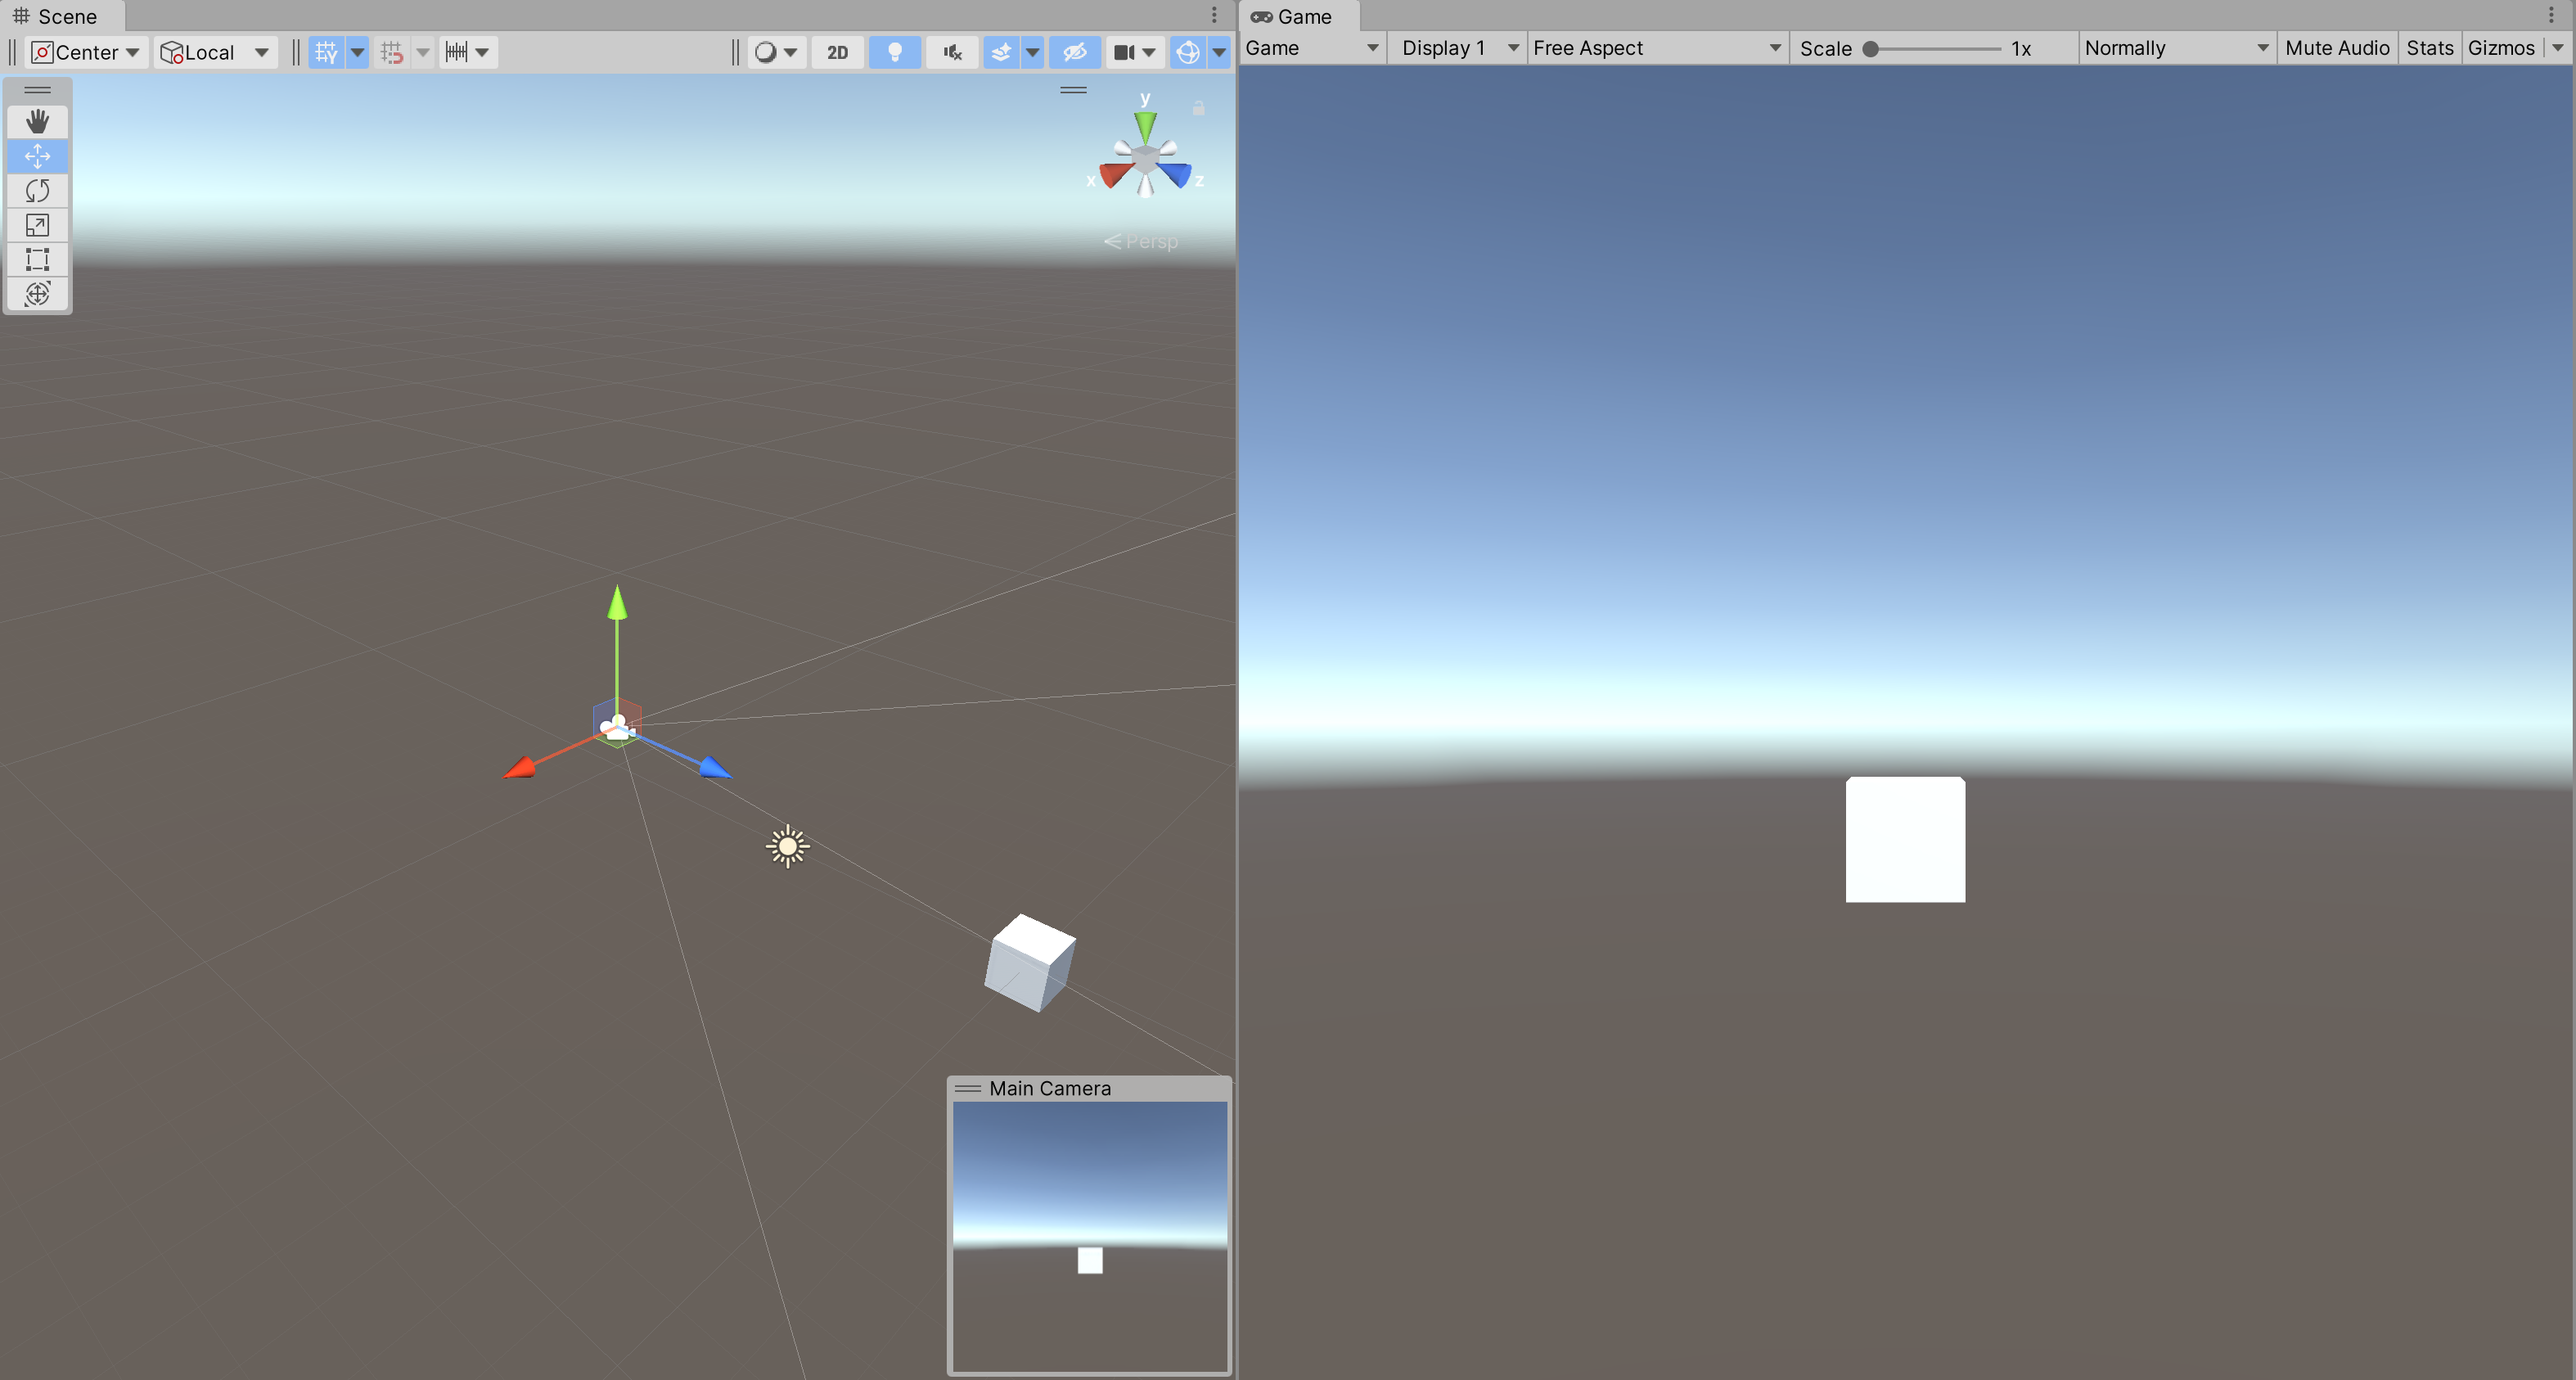 Scene
Center
Local
2D
y
x
z
Persp
Main Camera
Game
Game
Display 1
Free Aspect
Scale
1x
Normally
Mute Audio
Stats
Gizmos